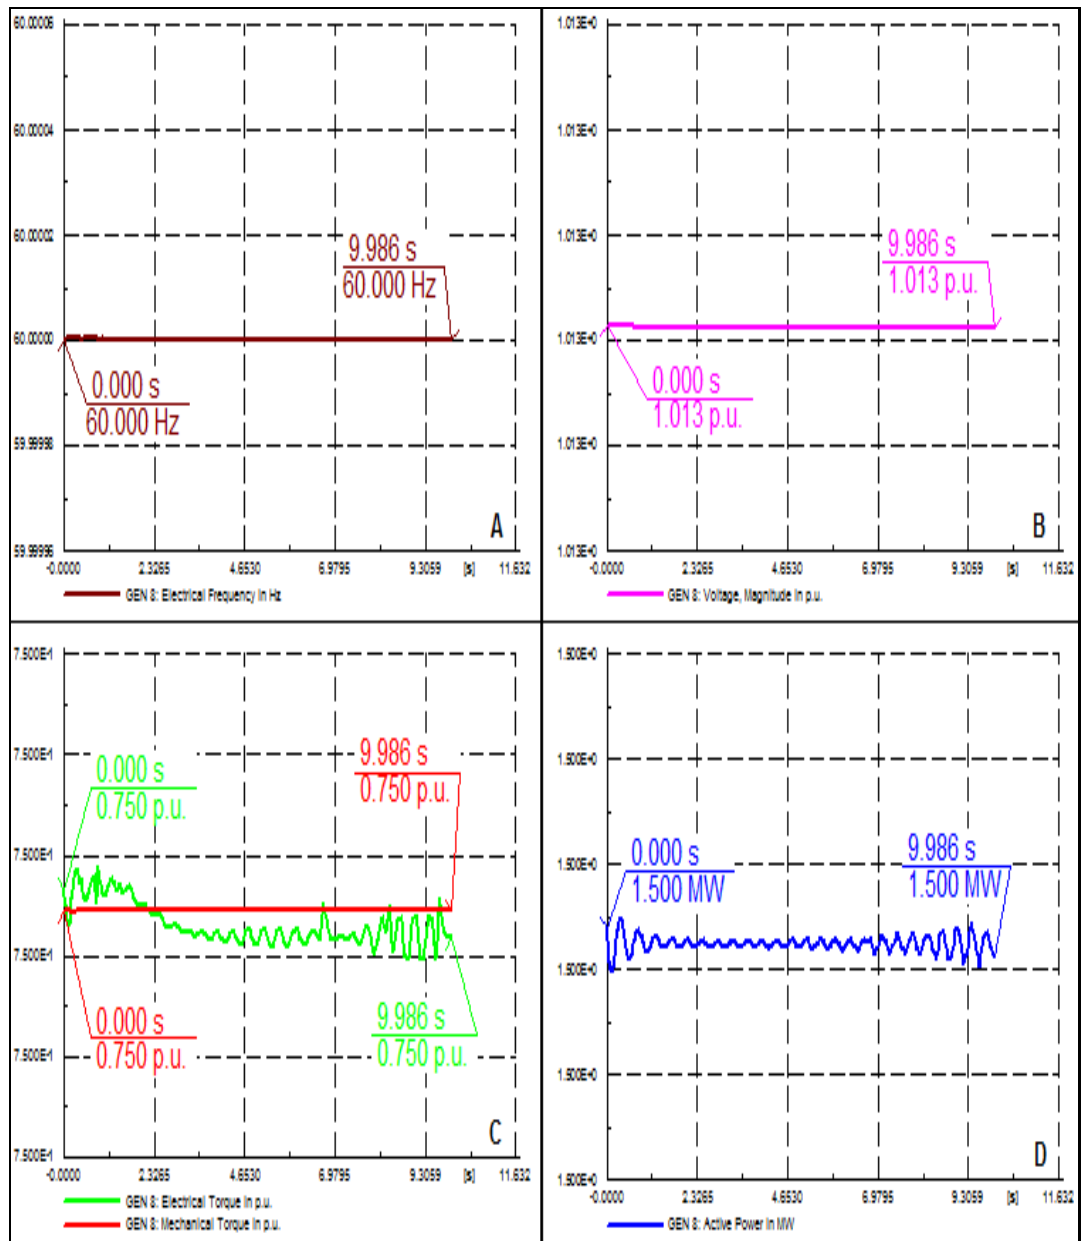 60.00006
60.00004
60.00002
60.00000
59.99998
59.99996
9.986 s
60.000 Hz
0.000 s
60.000 Hz
A
-0.0000 2.3265 4.6530 6.9795 9.3059 [s] 11.632
GEN 8: Electrical Frequency in Hz
1.013E+0
1.013E+0
1.013E+0
1.013E+0
1.013E+0
1.013E+0
9.986 s
1.013 p.u.
0.000 s
1.013 p.u.
B
-0.0000 2.3265 4.6530 6.9795 9.3059 [s] 11.632
GEN 8: Voltage, Magnitude in p.u.
7.500E-1
7.500E-1
7.500E-1
7.500E-1
7.500E-1
7.500E-1
9.986 s
0.750 p.u.
0.000 s
0.750 p.u.
0.000 s
0.750 p.u.
9.986 s
0.750 p.u.
C
-0.0000 2.3265 4.6530 6.9795 9.3059 [s] 11.632
GEN 8: Electrical Torque in p.u.
GEN 8: Mechanical Torque in p.u.
1.500E+0
1.500E+0
1.500E+0
1.500E+0
1.500E+0
1.500E+0
0.000 s
1.500 MW
9.986 s
1.500 MW
D
-0.0000 2.3265 4.6530 6.9795 9.3059 [s] 11.632
GEN 8: Active Power in MW